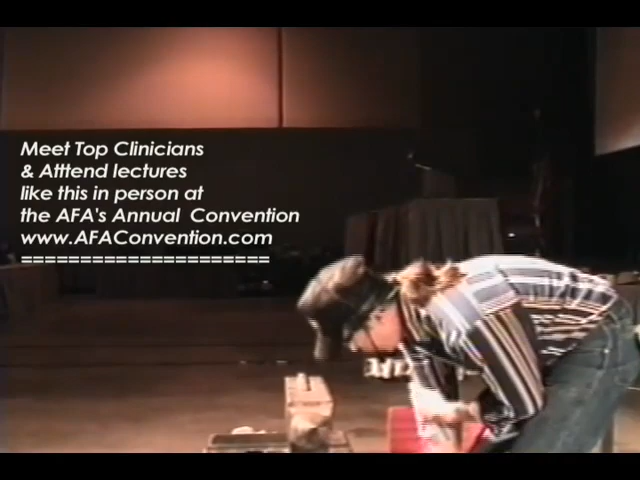 Meet Top Clinicians
& Atttend lectures
like this in person at
the AFA's Annual  Convention
www.AFAConvention.com
=====================